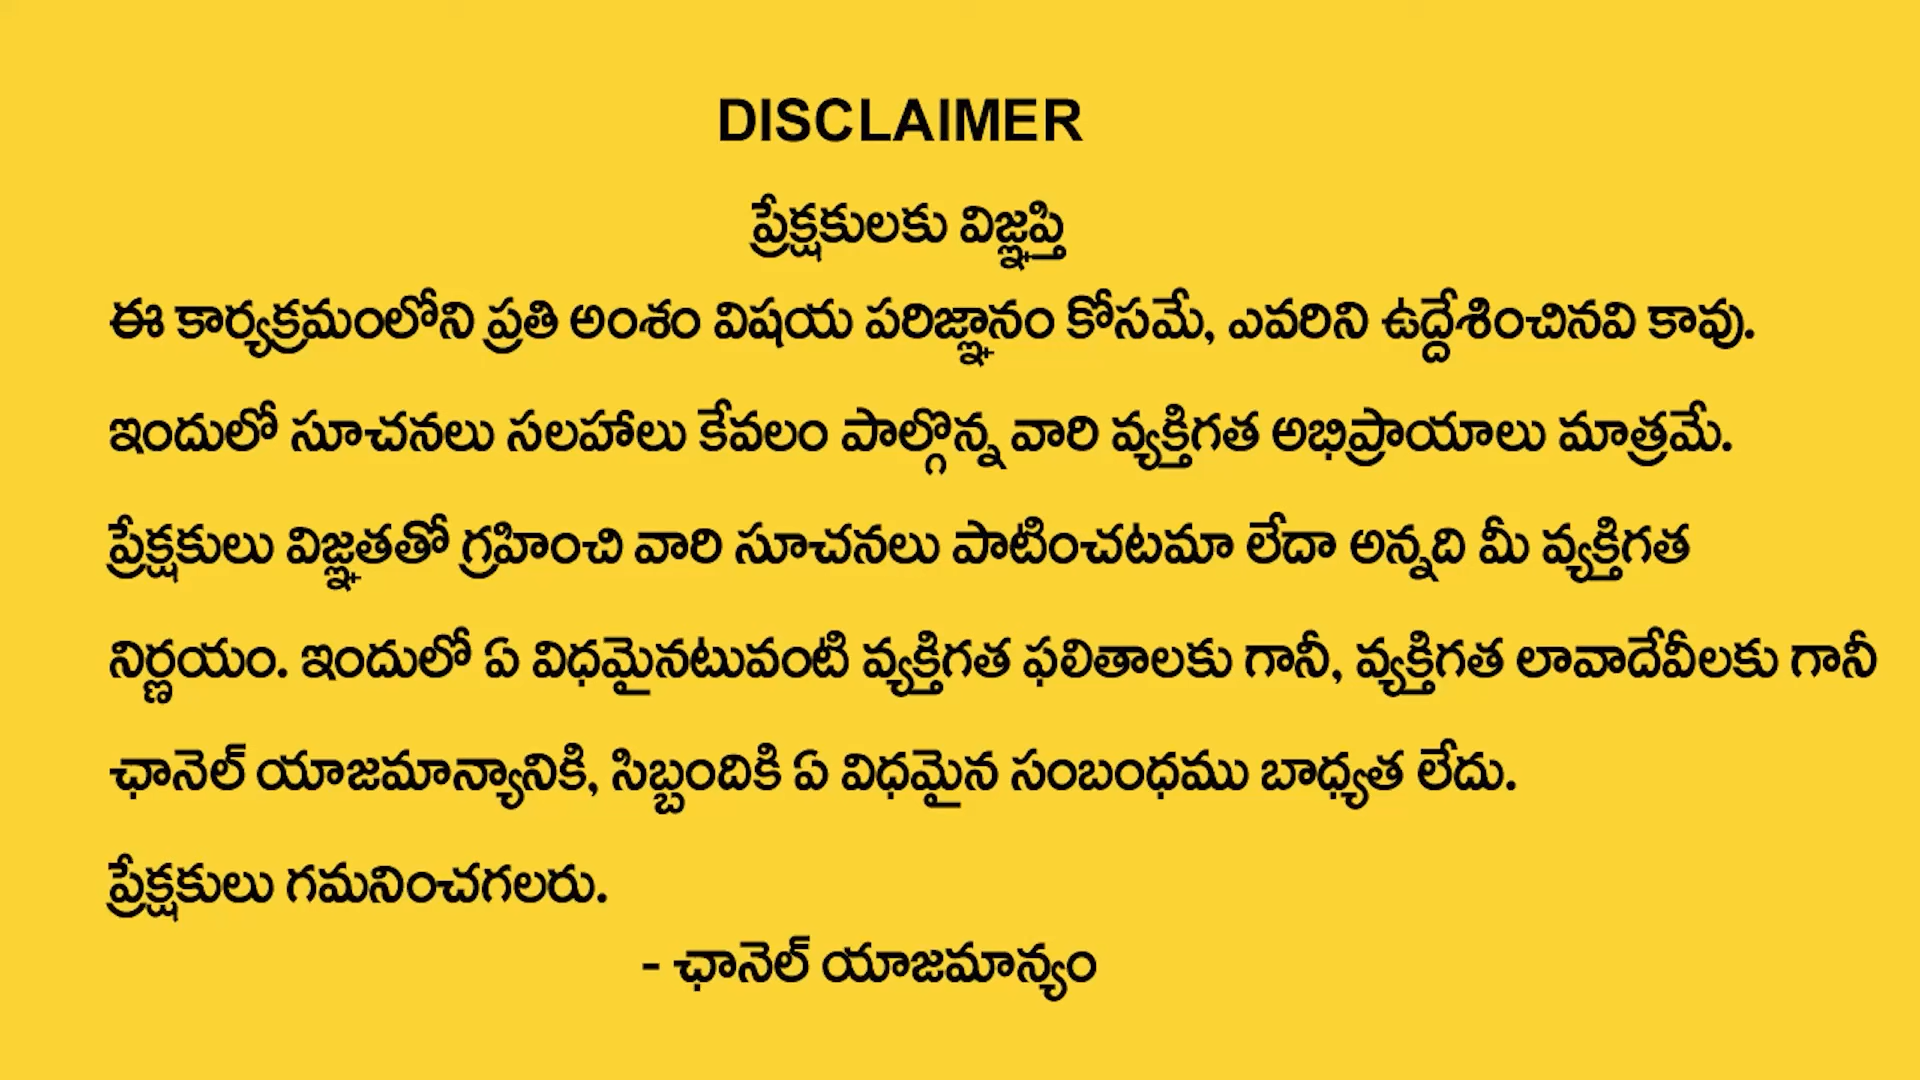 DISCLAIMER
ప్రేక్షకులకు విజ్ఞప్తి
ఈ కార్యక్రమంలోని ప్రతి అంశం విషయ పరిజ్ఞానం కోసమే, ఎవరిని ఉద్దేశించినవి కావు.
ఇందులో సూచనలు సలహాలు కేవలం పాల్గొన్న వారి వ్యక్తిగత అభిప్రాయాలు మాత్రమే.
ప్రేక్షకులు విజ్ఞతతో గ్రహించి వారి సూచనలు పాటించటమా లేదా అన్నది మీ వ్యక్తిగత
నిర్ణయం. ఇందులో ఏ విధమైనటువంటి వ్యక్తిగత ఫలితాలకు గానీ, వ్యక్తిగత లావాదేవీలకు గానీ
ఛానెల్ యాజమాన్యానికి, సిబ్బందికి ఏ విధమైన సంబంధము బాధ్యత లేదు.
ప్రేక్షకులు గమనించగలరు.
- ఛానెల్ యాజమాన్యం